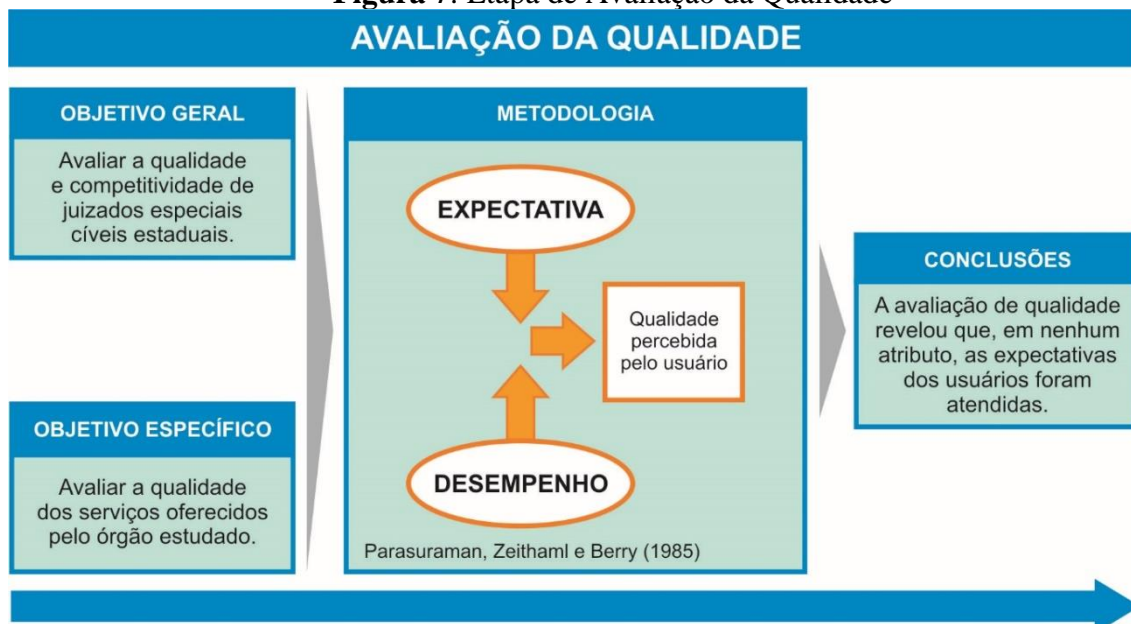 Figura 7. Etapa de Avaliação da Qualidade
AVALIAÇÃO DA QUALIDADE
OBJETIVO GERAL
Avaliar a qualidade
e competitividade de
juizados especiais
cíveis estaduais.
OBJETIVO ESPECÍFICO
Avaliar a qualidade
dos serviços oferecidos
pelo órgão estudado.
METODOLOGIA
EXPECTATIVA
Qualidade
percebida
pelo usuário
DESEMPENHO
Parasuraman, Zeithaml e Berry (1985)
CONCLUSÕES
A avaliação de qualidade
revelou que, em nenhum
atributo, as expectativas
dos usuários foram
atendidas.